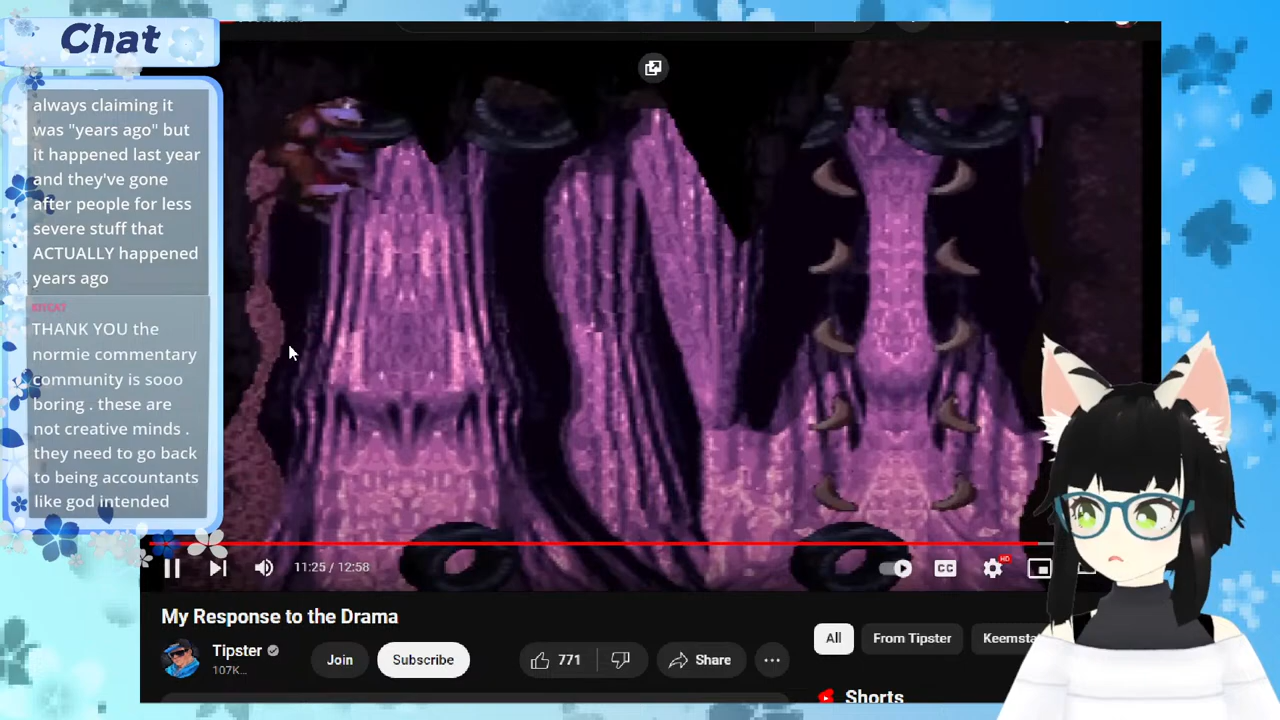 Chat
always claiming it
was "years ago" but
it happened last year
and they've gone
after people for less
severe stuff that
ACTUALLY happened
years ago
THANK YOU the
normie commentary
community is sooo
boring . these are
not creative minds .
they need to go back
to being accountants
like god intended
11:25 / 12:58
CC
HD
My Response to the Drama
Tipster
107K...
Join
Subscribe
771
Share
All
From Tipster
Keemsta
Shorts